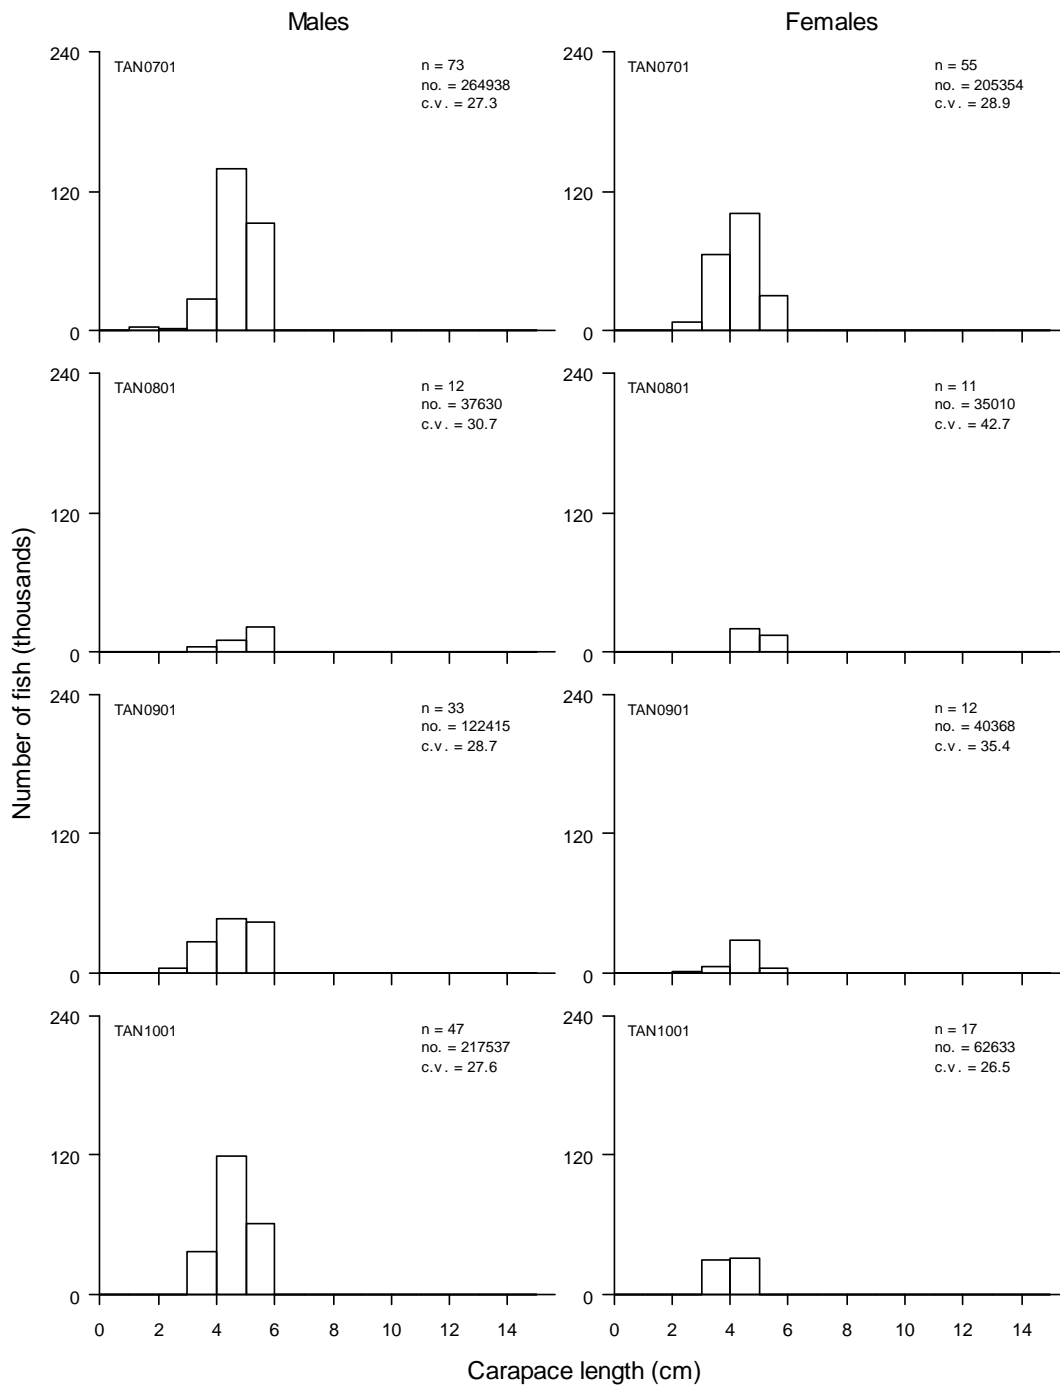 Males
Females
240
TAN0701
n = 73
no. = 264938
c.v. = 27.3
120
0
240
TAN0701
n = 55
no. = 205354
c.v. = 28.9
120
0
240
TAN0801
n = 12
no. = 37630
c.v. = 30.7
120
0
240
TAN0801
n = 11
no. = 35010
c.v. = 42.7
120
0
Number of fish (thousands)
240
TAN0901
n = 33
no. = 122415
c.v. = 28.7
120
0
240
TAN0901
n = 12
no. = 40368
c.v. = 35.4
120
0
240
TAN1001
n = 47
no. = 217537
c.v. = 27.6
120
0
240
TAN1001
n = 17
no. = 62633
c.v. = 26.5
120
0
0 2 4 6 8 10 12 14
0 2 4 6 8 10 12 14
Carapace length (cm)